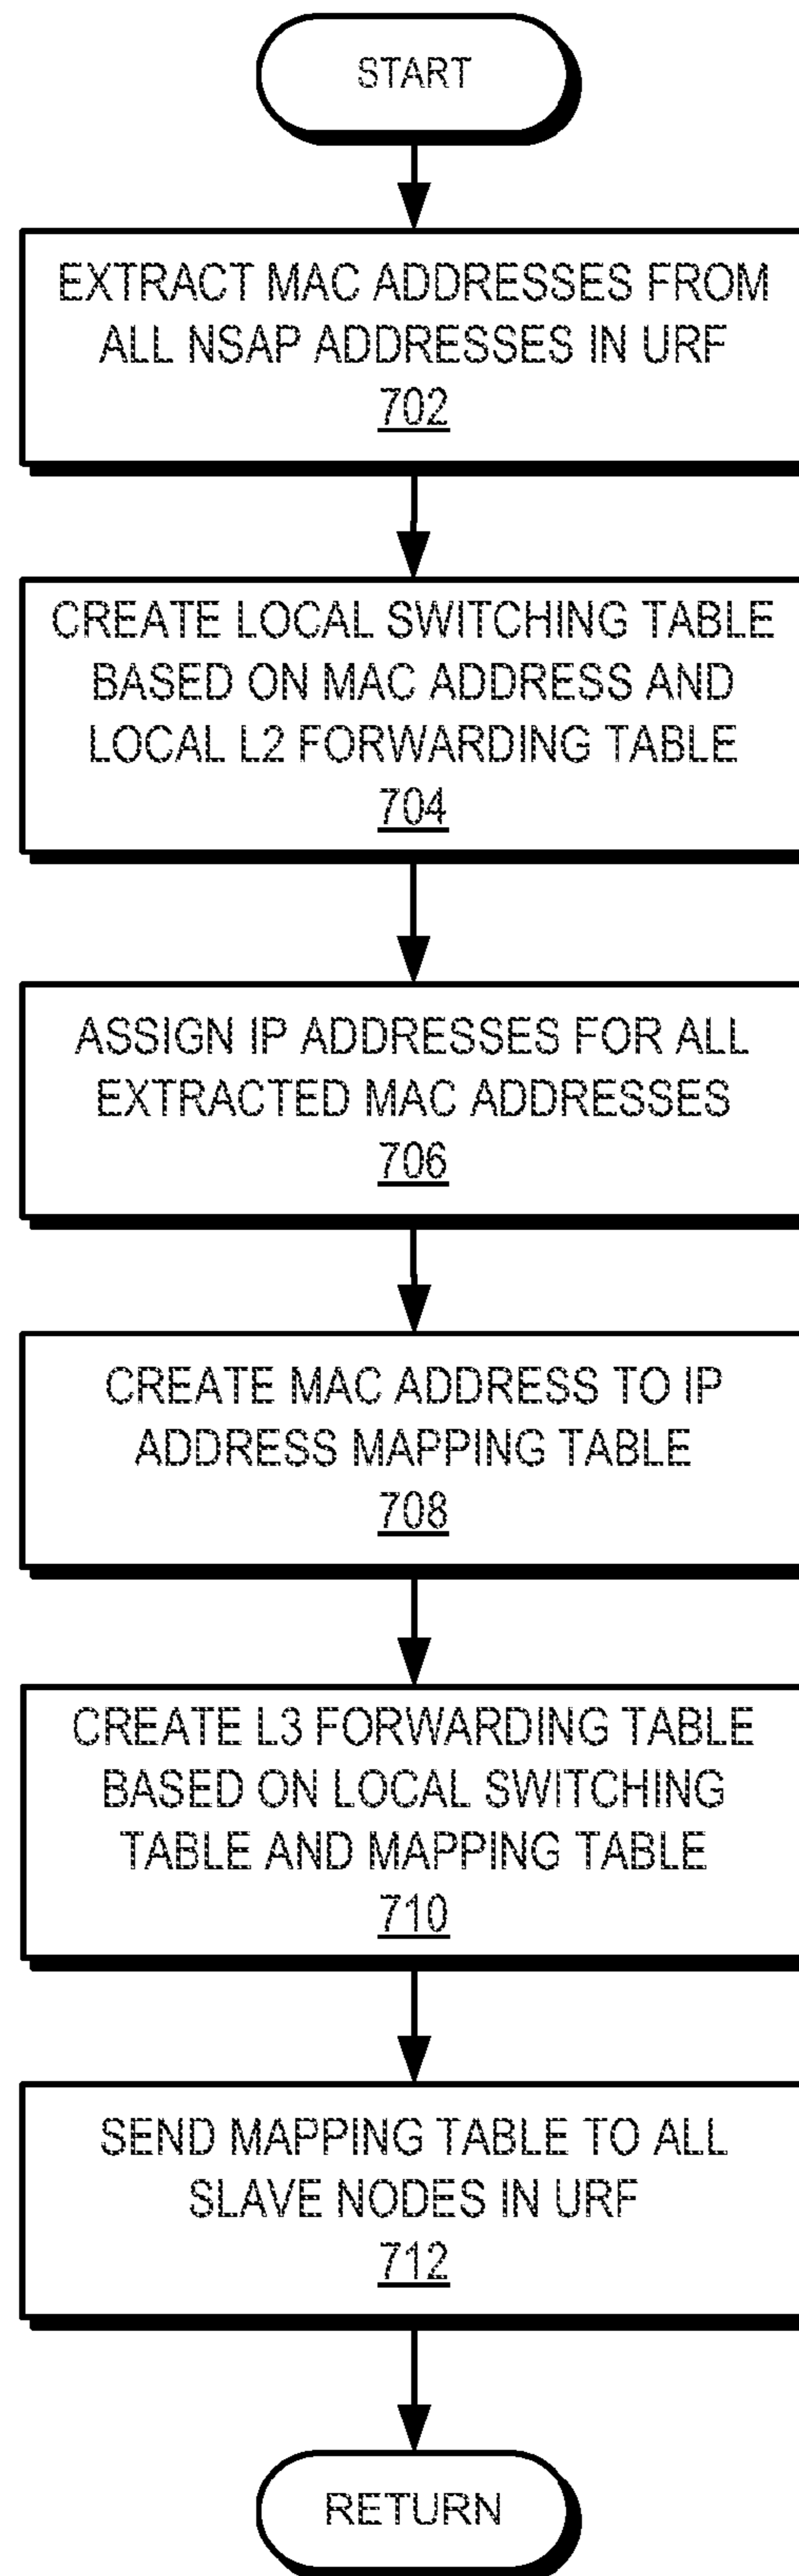 START
EXTRACT MAC ADDRESSES FROM
ALL NSAP ADDRESSES IN URF
702
CREATE LOCAL SWITCHING TABLE
BASED ON MAC ADDRESS AND
LOCAL L2 FORWARDING TABLE
704
ASSIGN IP ADDRESSES FOR ALL
EXTRACTED MAC ADDRESSES
706
CREATE MAC ADDRESS TO IP
ADDRESS MAPPING TABLE
708
CREATE L3 FORWARDING TABLE
BASED ON LOCAL SWITCHING
TABLE AND MAPPING TABLE
710
SEND MAPPING TABLE TO ALL
SLAVE NODES IN URF
712
RETURN